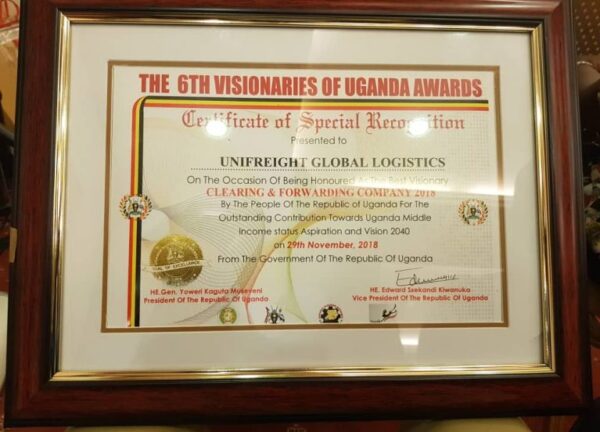 THE 6TH VISIONARIES OF UGANDA AWARDS
Certificate of Special Recognition
Presented to
UNIFREIGHT GLOBAL LOGISTICS
On The Occasion Of Being Honoured As The Best Visionary
CLEARING & FORWARDING COMPANY 2018
By The People Of The Republic of Uganda For The
Outstanding Contribution Towards Uganda Middle
Income status Aspiration and Vision 2040
on 29th November, 2018
From The Government Of The Republic Of Uganda
HE.Gen. Yoweri Kaguta Museveni
President Of The Republic Of Uganda
HE. Edward Ssekandi Kiwanuka
Vice President Of The Republic Of Uganda